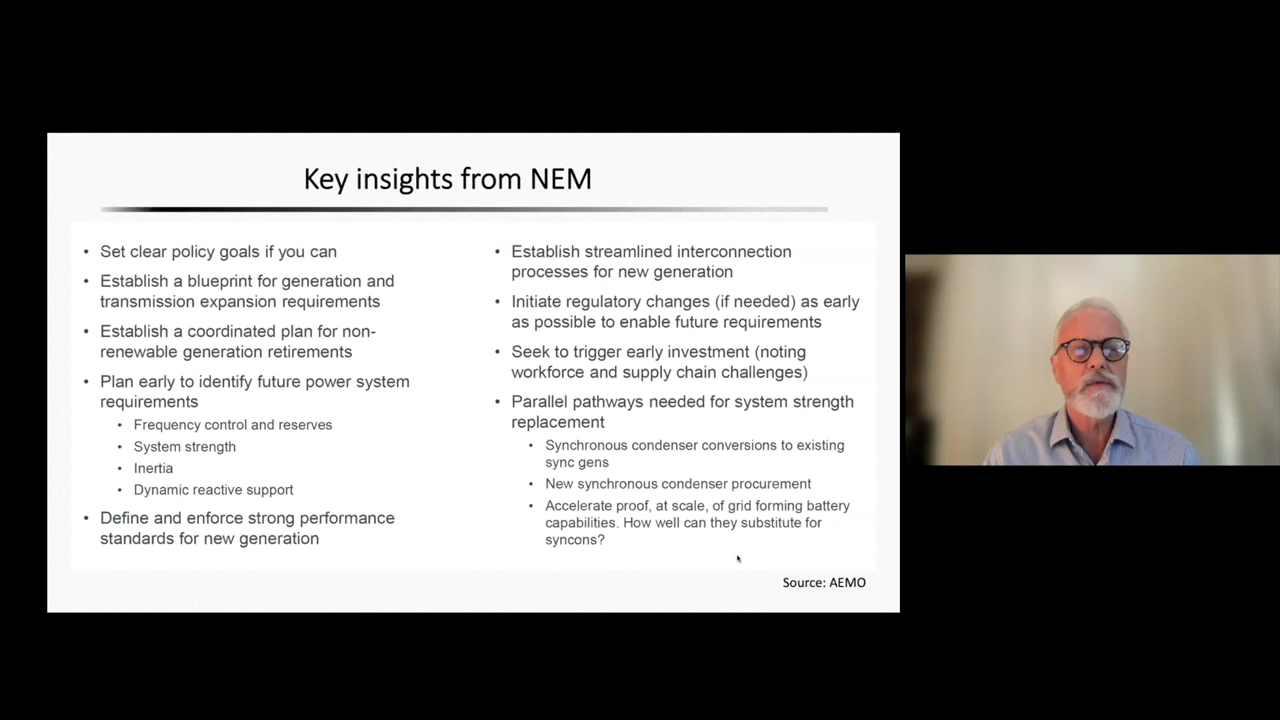 Key insights from NEM
• Set clear policy goals if you can
• Establish a blueprint for generation and
transmission expansion requirements
• Establish a coordinated plan for non-
renewable generation retirements
• Plan early to identify future power system
requirements
• Frequency control and reserves
• System strength
• Inertia
• Dynamic reactive support
• Define and enforce strong performance
standards for new generation
• Establish streamlined interconnection
processes for new generation
• Initiate regulatory changes (if needed) as early
as possible to enable future requirements
• Seek to trigger early investment (noting
workforce and supply chain challenges)
• Parallel pathways needed for system strength
replacement
• Synchronous condenser conversions to existing
sync gens
• New synchronous condenser procurement
• Accelerate proof, at scale, of grid forming battery
capabilities. How well can they substitute for
syncons?
Source: AEMO